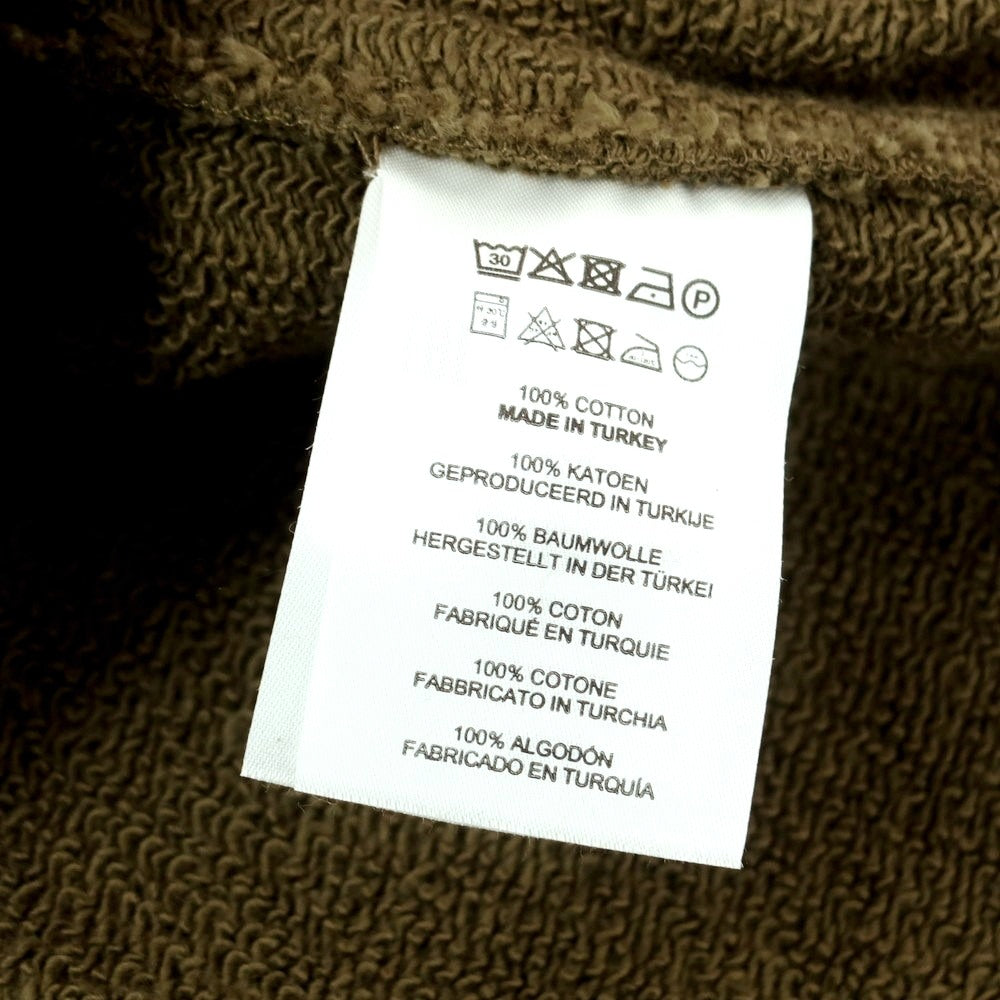 30
P
100% COTTON
MADE IN TURKEY
100% KATOEN
GEPRODUCEERD IN TURKIJE
100% BAUMWOLLE
HERGESTELLT IN DER TÜRKEI
100% COTON
FABRIQUÉ EN TURQUIE
100% COTONE
FABBRICATO IN TURCHIA
100% ALGODÓN
FABRICADO EN TURQUÍA